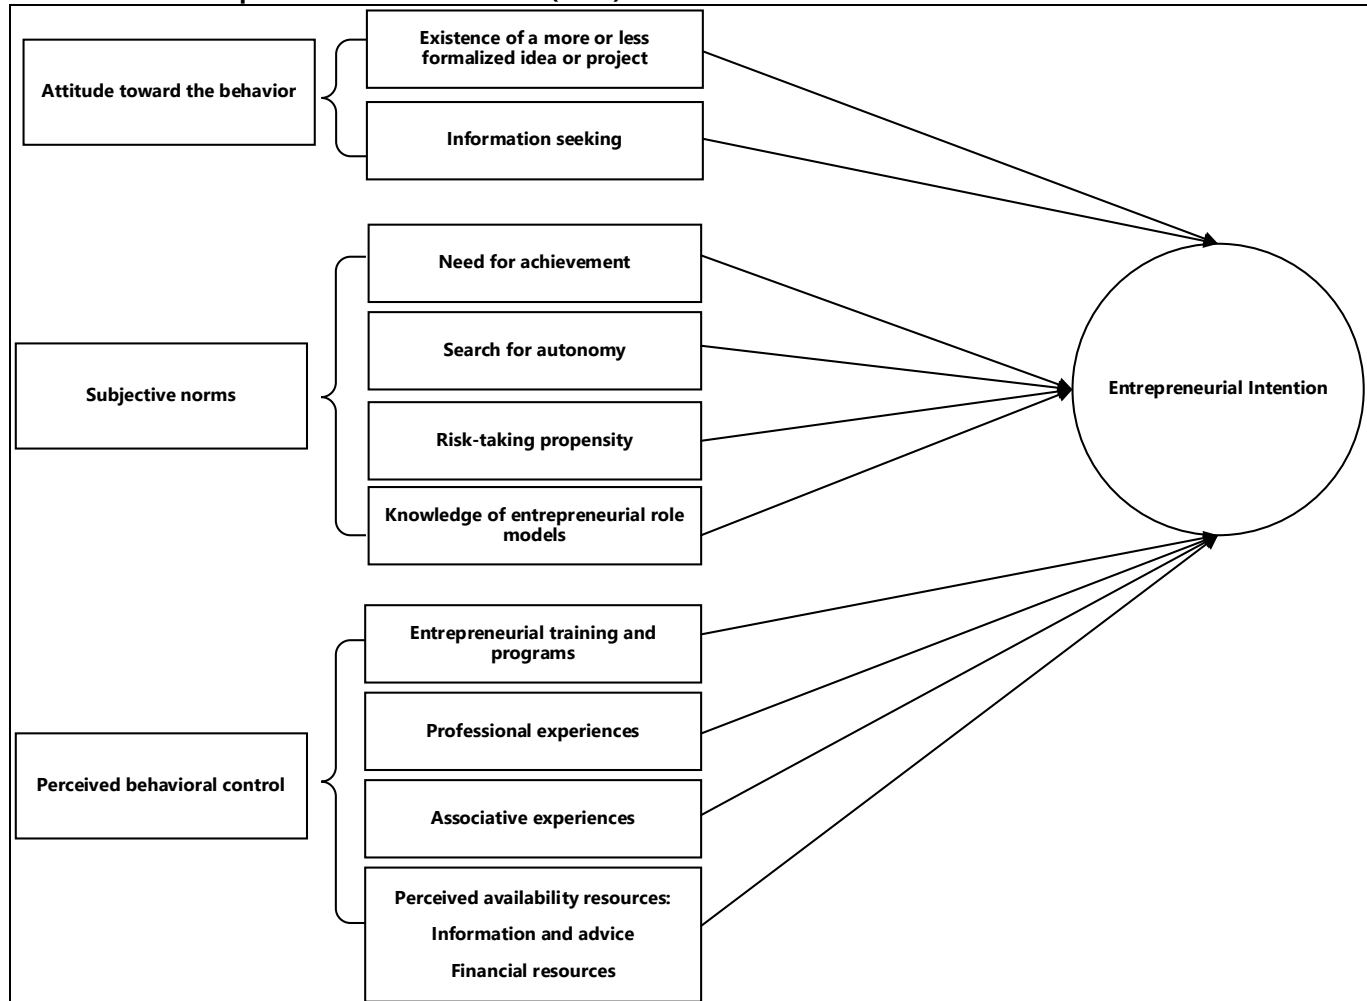 Attitude toward the behavior
Existence of a more or less
formalized idea or project
Information seeking
Subjective norms
Need for achievement
Search for autonomy
Risk-taking propensity
Knowledge of entrepreneurial role
models
Perceived behavioral control
Entrepreneurial training and
programs
Professional experiences
Associative experiences
Perceived availability resources:
Information and advice
Financial resources
Entrepreneurial Intention